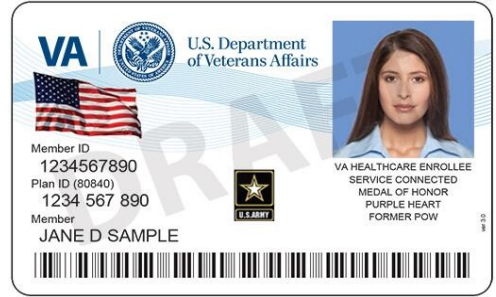 VA
U.S. Department
of Veterans Affairs
DRAFT
Member ID
1234567890
Plan ID (80840)
1234 567 890
Member
JANE D SAMPLE
U.S.ARMY
VA HEALTHCARE ENROLLEE
SERVICE CONNECTED
MEDAL OF HONOR
PURPLE HEART
FORMER POW
ver 3.0